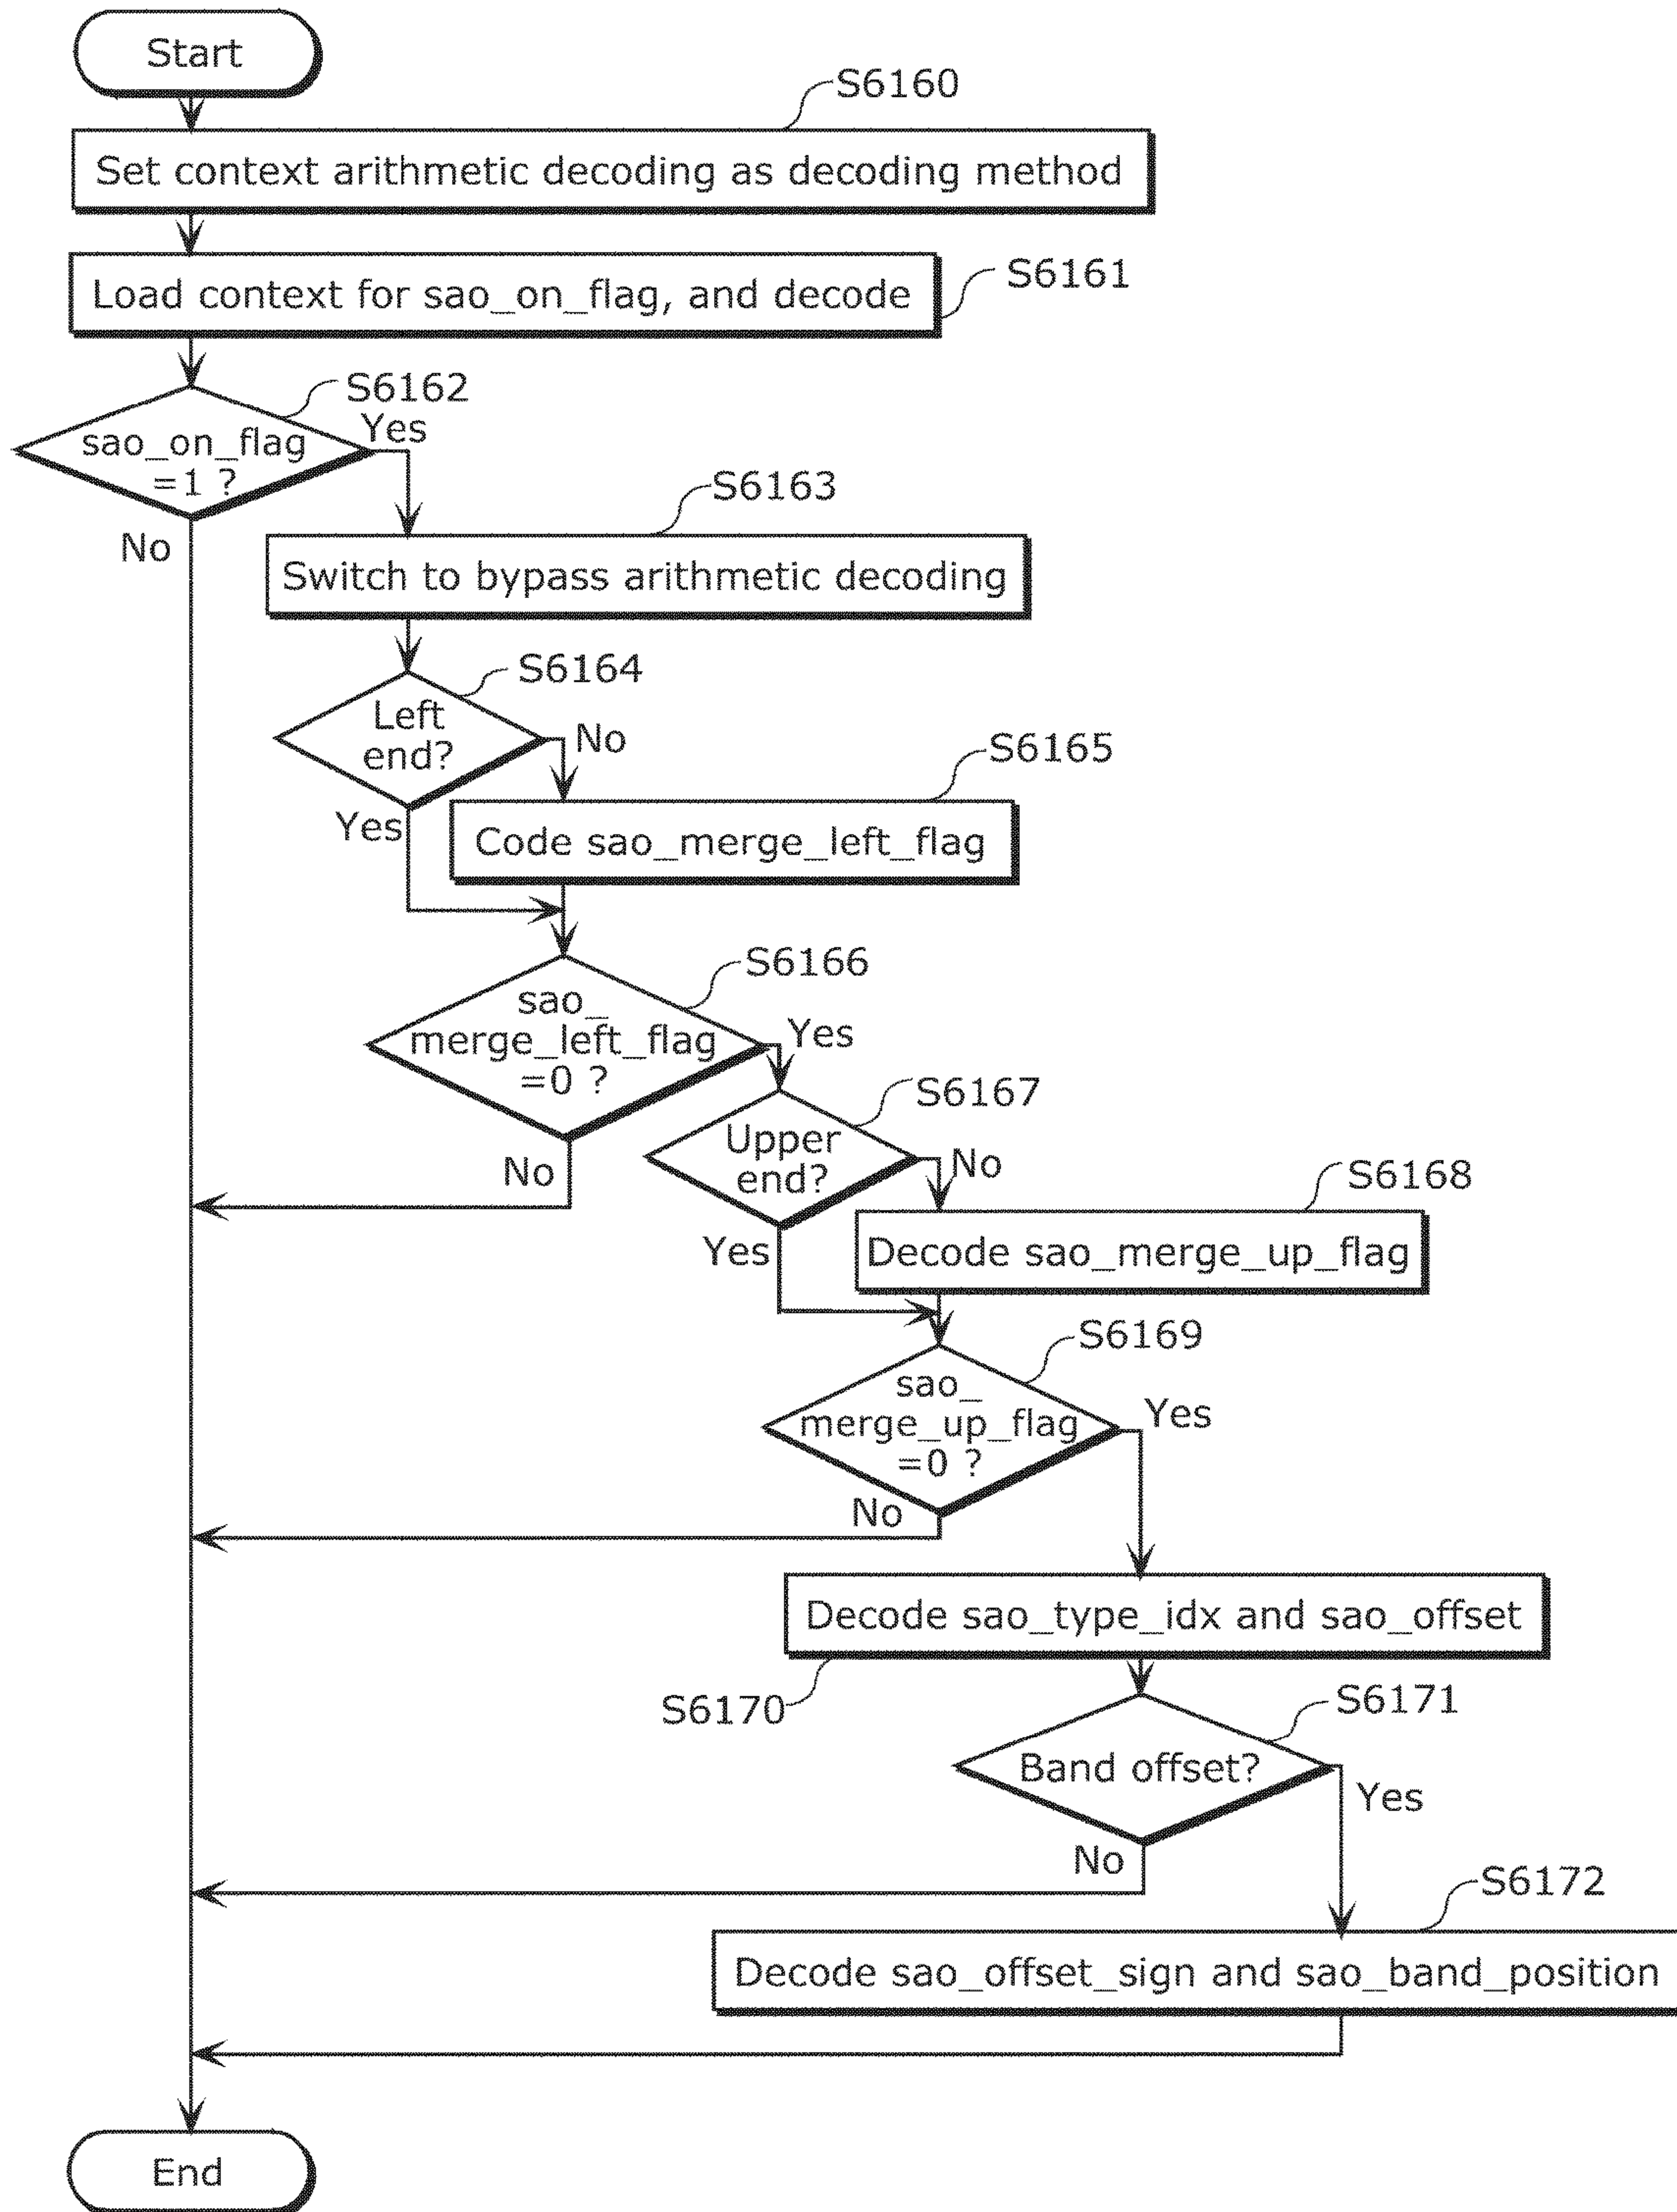 Start
S6160
Set context arithmetic decoding as decoding method
S6161
Load context for sao_on_flag, and decode
S6162
sao_on_flag
=1 ?
Yes
No
S6163
Switch to bypass arithmetic decoding
S6164
Left
end?
No
Yes
S6165
Code sao_merge_left_flag
S6166
sao_
merge_left_flag
=0 ?
Yes
No
S6167
Upper
end?
No
Yes
S6168
Decode sao_merge_up_flag
S6169
sao_
merge_up_flag
=0 ?
Yes
No
Decode sao_type_idx and sao_offset
S6170
S6171
Band offset?
Yes
No
S6172
Decode sao_offset_sign and sao_band_position
End